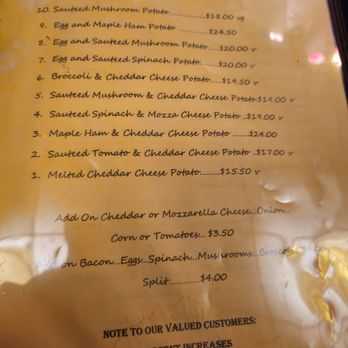 10. Sauteed Mushroom Potato..............$18.00 vg
9. Egg and Maple Ham Potato...........$24.50
8. Egg and Sauteed Mushroom Potato...$20.00 v
7. Egg and Sauteed Spinach Potato.....$20.00 v
6. Broccoli & Cheddar Cheese Potato....$19.50 v
5. Sauteed Mushroom & Cheddar Cheese Potato $19.00 v
4. Sauteed Spinach & Mozza Cheese Potato $19.00 v
3. Maple Ham & Cheddar Cheese Potato ......$24.00
2. Sauteed Tomato & Cheddar Cheese Potato ..$17.00 v
1. Melted Cheddar Cheese Potato........$15.50 v
Add On Cheddar or Mozzarella Cheese...Onion...
Corn or Tomatoes... $3.50
on Bacon...Eggs...Spinach...Mushrooms...
Split.............$4.00
NOTE TO OUR VALUED CUSTOMERS:
INCREASES